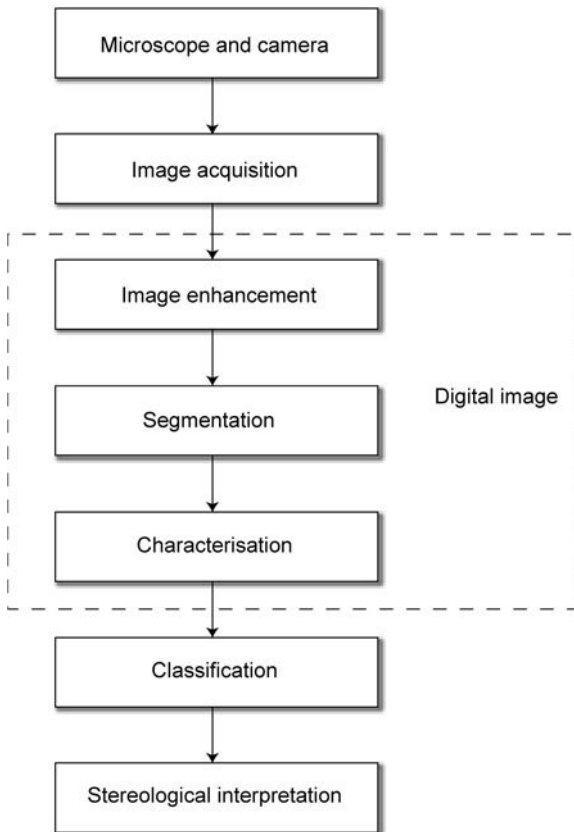 Microscope and camera
Image acquisition
Image enhancement
Segmentation
Digital image
Characterisation
Classification
Stereological interpretation